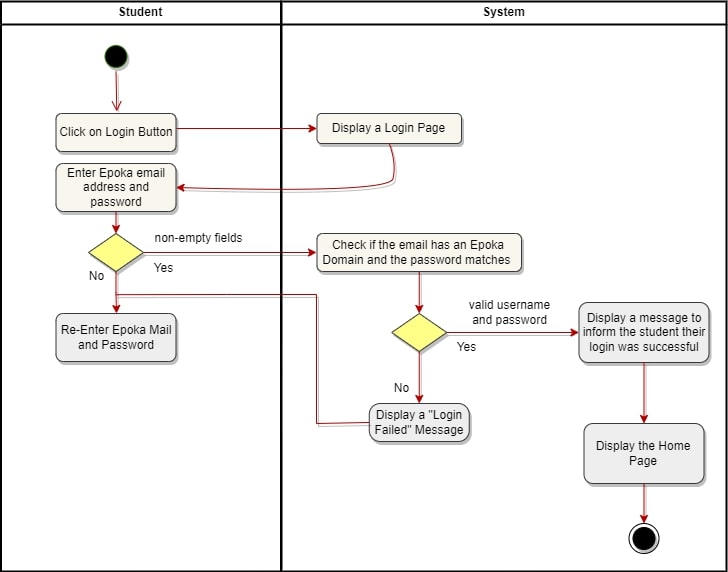 Student
System
Click on Login Button
Display a Login Page
Enter Epoka email
address and
password
non-empty fields
Check if the email has an Epoka
Domain and the password matches
No
Yes
valid username
and password
Display a message to
inform the student their
login was successful
Re-Enter Epoka Mail
and Password
Yes
No
Display a "Login
Failed" Message
Display the Home
Page